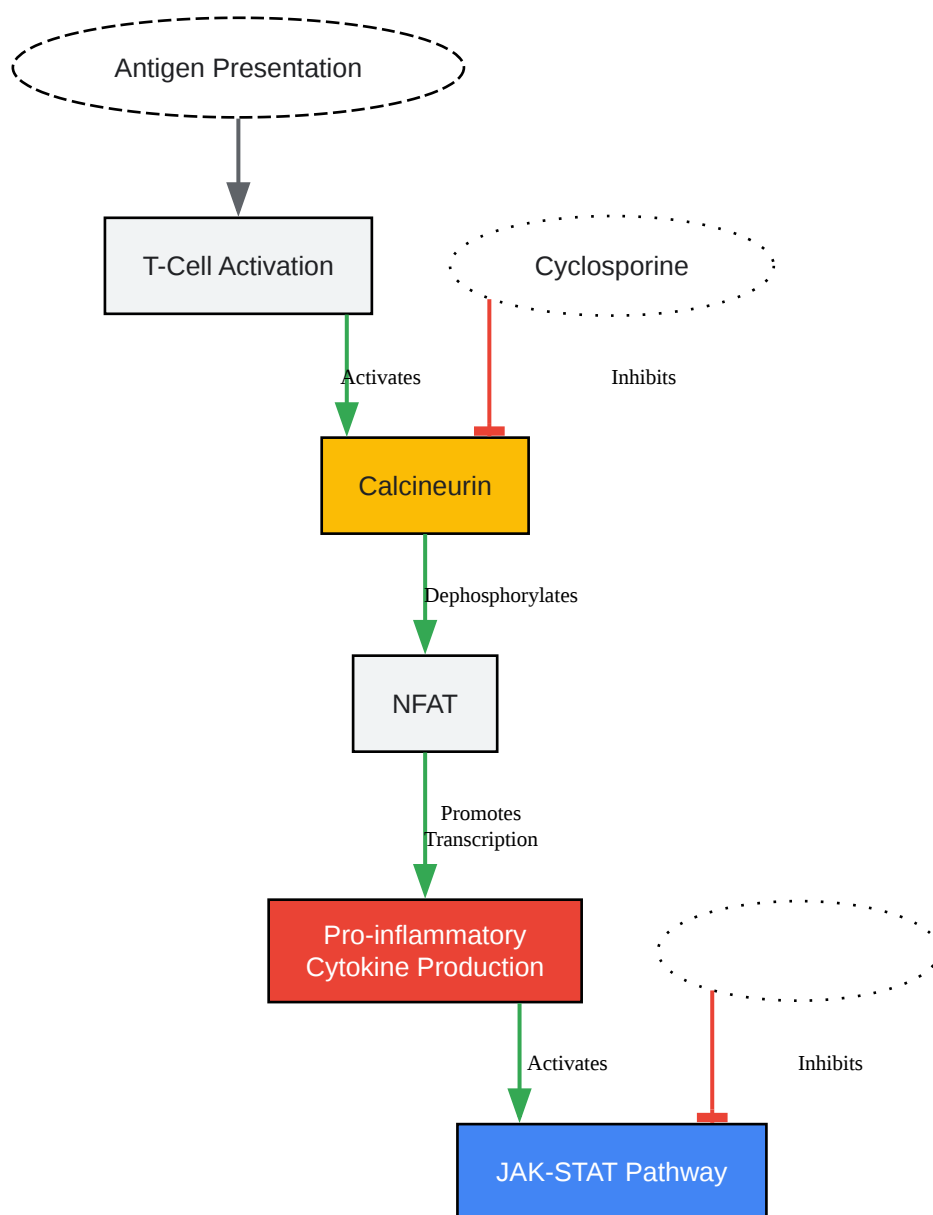 Antigen Presentation
T-Cell Activation
Cyclosporine
Activates
Inhibits
Calcineurin
Dephosphorylates
NFAT
Promotes
Transcription
Pro-inflammatory
Cytokine Production
Activates
Inhibits
JAK-STAT Pathway